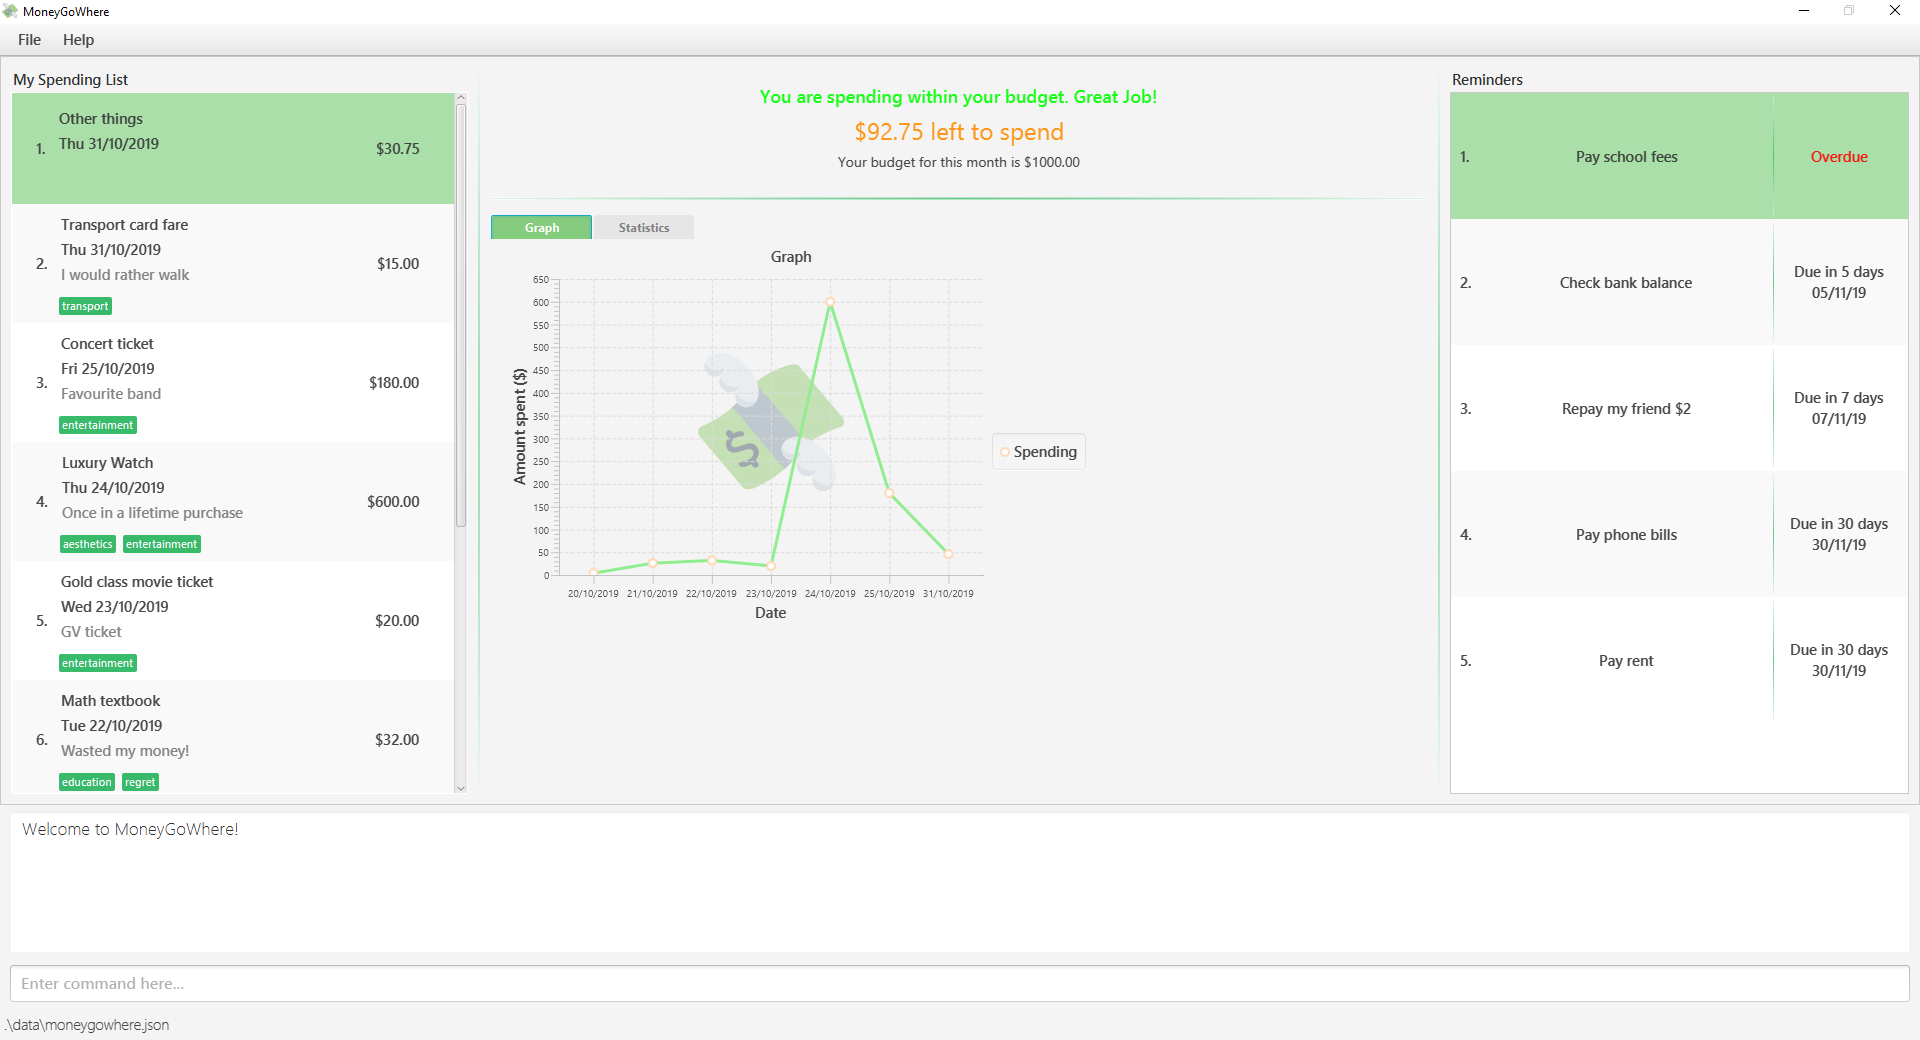 MoneyGoWhere
File Help
My Spending List
1.
Other things
Thu 31/10/2019
$30.75
2.
Transport card fare
Thu 31/10/2019
I would rather walk
transport
$15.00
3.
Concert ticket
Fri 25/10/2019
Favourite band
entertainment
$180.00
4.
Luxury Watch
Thu 24/10/2019
Once in a lifetime purchase
aesthetics entertainment
$600.00
5.
Gold class movie ticket
Wed 23/10/2019
GV ticket
entertainment
$20.00
6.
Math textbook
Tue 22/10/2019
Wasted my money!
education regret
$32.00
You are spending within your budget. Great Job!
$92.75 left to spend
Your budget for this month is $1000.00
Graph Statistics
Graph
Amount spent ($)
650
600
550
500
450
400
350
300
250
200
150
100
50
0
20/10/2019 21/10/2019 22/10/2019 23/10/2019 24/10/2019 25/10/2019 31/10/2019
Date
Spending
Reminders
1. Pay school fees Overdue
2. Check bank balance
Due in 5 days
05/11/19
3. Repay my friend $2
Due in 7 days
07/11/19
4. Pay phone bills
Due in 30 days
30/11/19
5. Pay rent
Due in 30 days
30/11/19
Welcome to MoneyGoWhere!
Enter command here...
.\data\moneygowhere.json